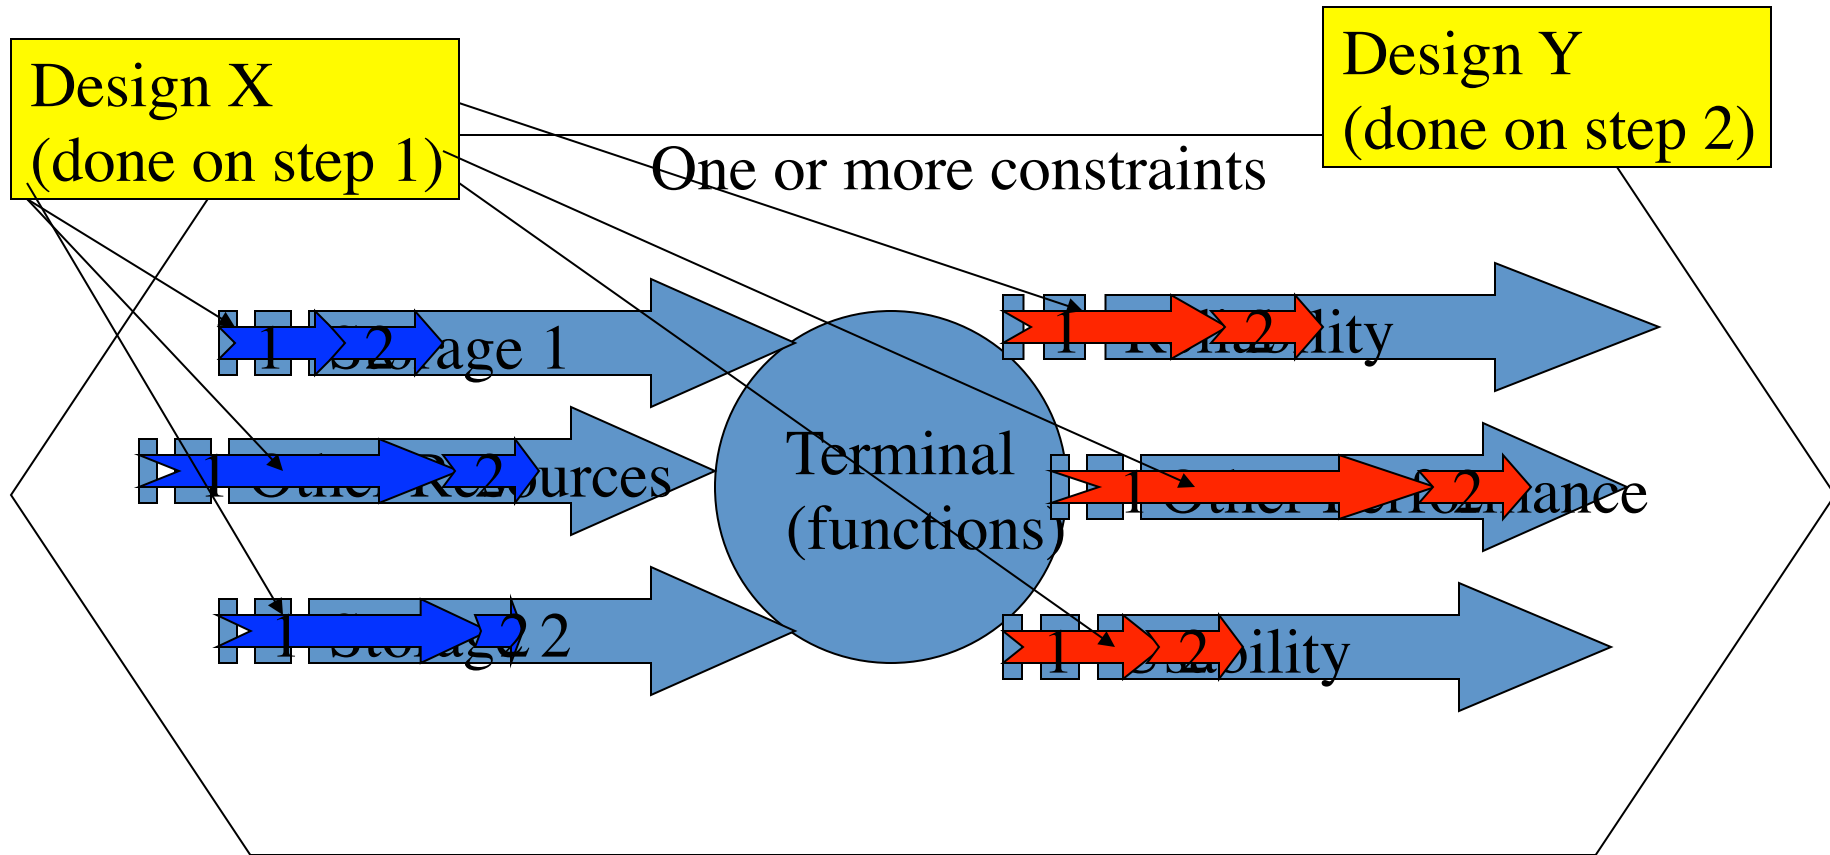 Design X
(done on step 1)
Design Y
(done on step 2)
One or more constraints
1 2 Storage 1
1 Other Resources 2
1 Storage 2 2
Terminal
(functions)
1 Reliability 2
1 Other Performance 2
1 Usability 2